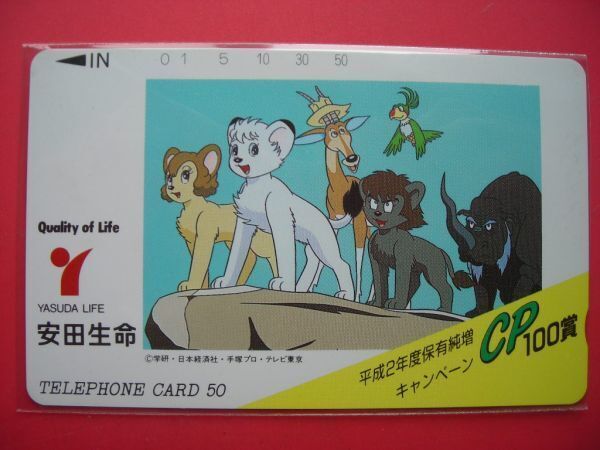 IN
0 1 5 10 30 50
Quality of Life
YASUDA LIFE
安田生命
©学研・日本経済社・手塚プロ・テレビ東京
平成2年度保有純増
キャンペーン
CP100賞
TELEPHONE CARD 50